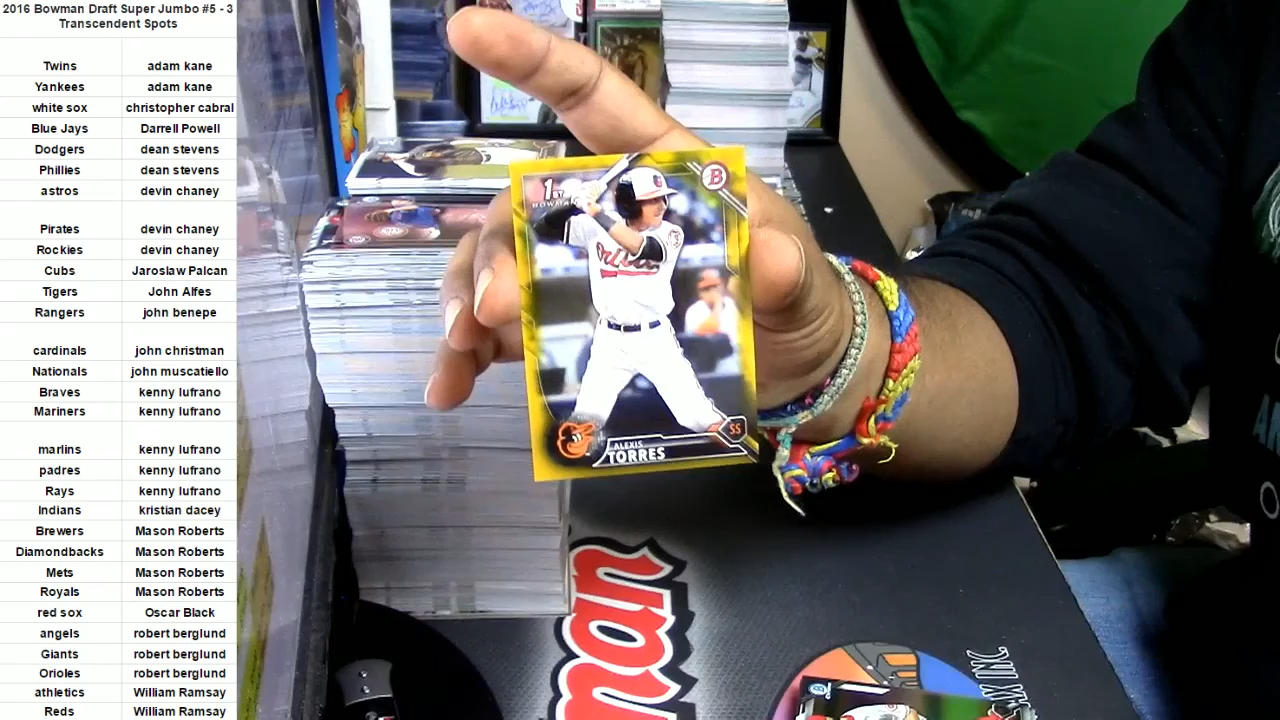 2016 Bowman Draft Super Jumbo #5 - 3
Transcendent Spots
Twins adam kane
Yankees adam kane
white sox christopher cabral
Blue Jays Darrell Powell
Dodgers dean stevens
Phillies dean stevens
astros devin chaney
Pirates devin chaney
Rockies devin chaney
Cubs Jaroslaw Palcan
Tigers John Alfes
Rangers john benepe
cardinals john christman
Nationals john muscatiello
Braves kenny lufrano
Mariners kenny lufrano
marlins kenny lufrano
padres kenny lufrano
Rays kenny lufrano
Indians kristian dacey
Brewers Mason Roberts
Diamondbacks Mason Roberts
Mets Mason Roberts
Royals Mason Roberts
red sox Oscar Black
angels robert berglund
Giants robert berglund
Orioles robert berglund
athletics William Ramsay
Reds William Ramsay
1ST
BOWMAN
B
Orioles
SS
ALEXIS
TORRES
man
INC